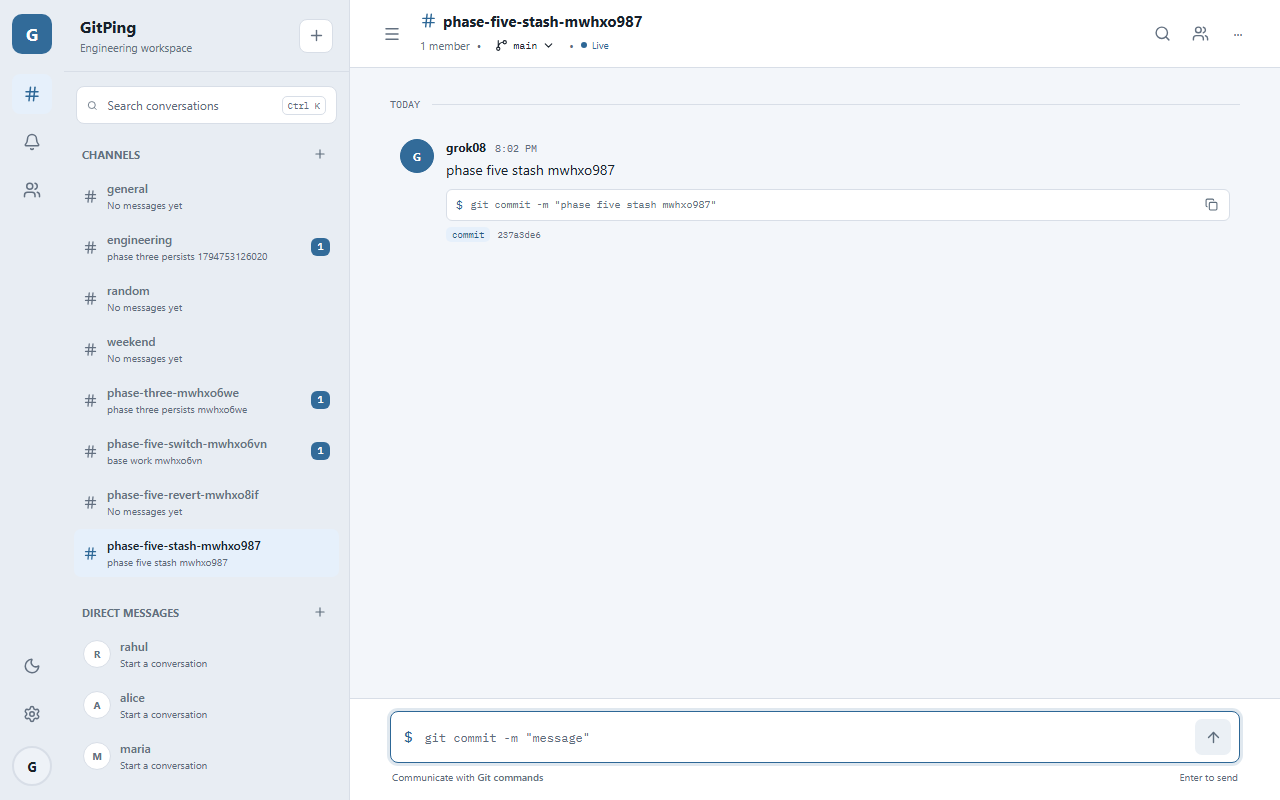 G
GitPing
Engineering workspace
Search conversations
Ctrl K
CHANNELS
general
No messages yet
engineering
phase three persists 1794753126020
1
random
No messages yet
weekend
No messages yet
phase-three-mwhxo6we
phase three persists mwhxo6we
1
phase-five-switch-mwhxo6vn
base work mwhxo6vn
1
phase-five-revert-mwhxo8if
No messages yet
phase-five-stash-mwhxo987
phase five stash mwhxo987
DIRECT MESSAGES
R
rahul
Start a conversation
A
alice
Start a conversation
M
maria
Start a conversation
G
# phase-five-stash-mwhxo987
1 member • main • Live
TODAY
G
grok08 8:02 PM
phase five stash mwhxo987
$ git commit -m "phase five stash mwhxo987"
commit 237a3de6
$ git commit -m "message"
Communicate with Git commands
Enter to send